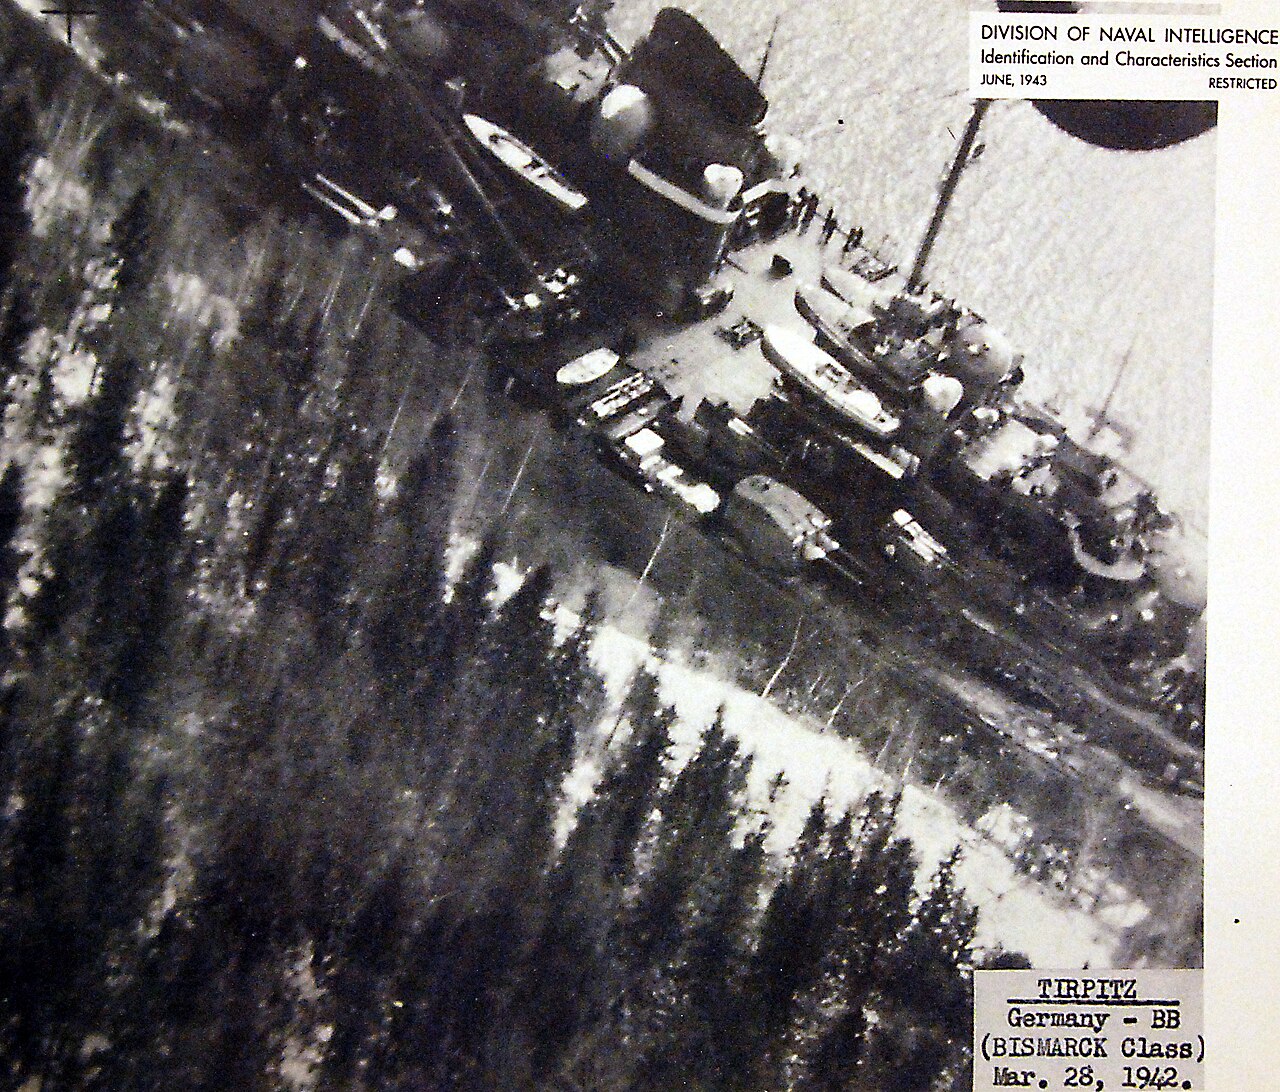 DIVISION OF NAVAL INTELLIGENCE
Identification and Characteristics Section
JUNE, 1943 RESTRICTED
TIRPITZ
Germany - BB
(BISMARCK Class)
Mar. 28, 1942.